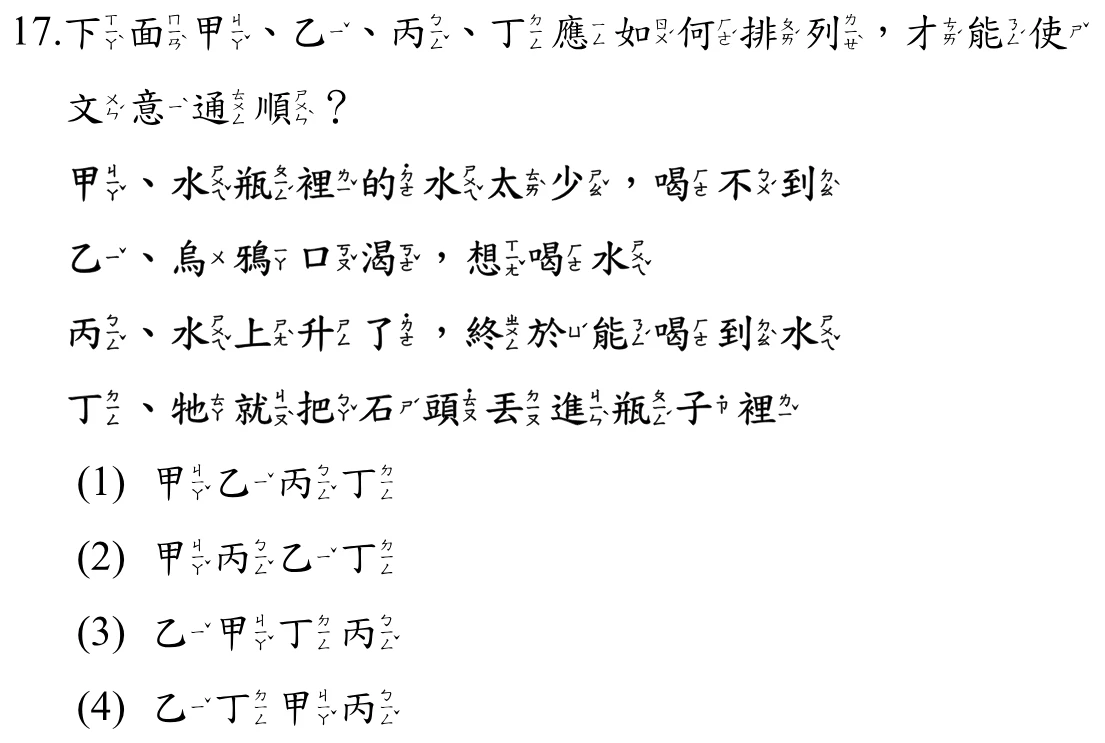 17.下面甲、乙、丙、丁應如何排列，才能使
文意通順？
甲、水瓶裡的水太少，喝不到
乙、烏鴉口渴，想喝水
丙、水上升了，終於能喝到水
丁、牠就把石頭丟進瓶子裡
(1) 甲乙丙丁
(2) 甲丙乙丁
(3) 乙甲丁丙
(4) 乙丁甲丙